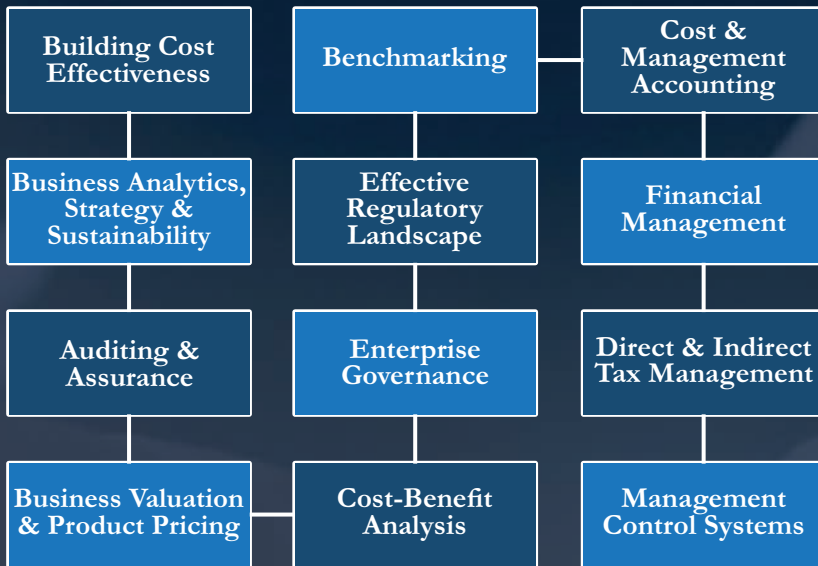 Building Cost
Effectiveness
Business Analytics,
Strategy &
Sustainability
Auditing &
Assurance
Business Valuation
& Product Pricing
Cost-Benefit
Analysis
Enterprise
Governance
Effective
Regulatory
Landscape
Benchmarking
Cost &
Management
Accounting
Financial
Management
Direct & Indirect
Tax Management
Management
Control Systems